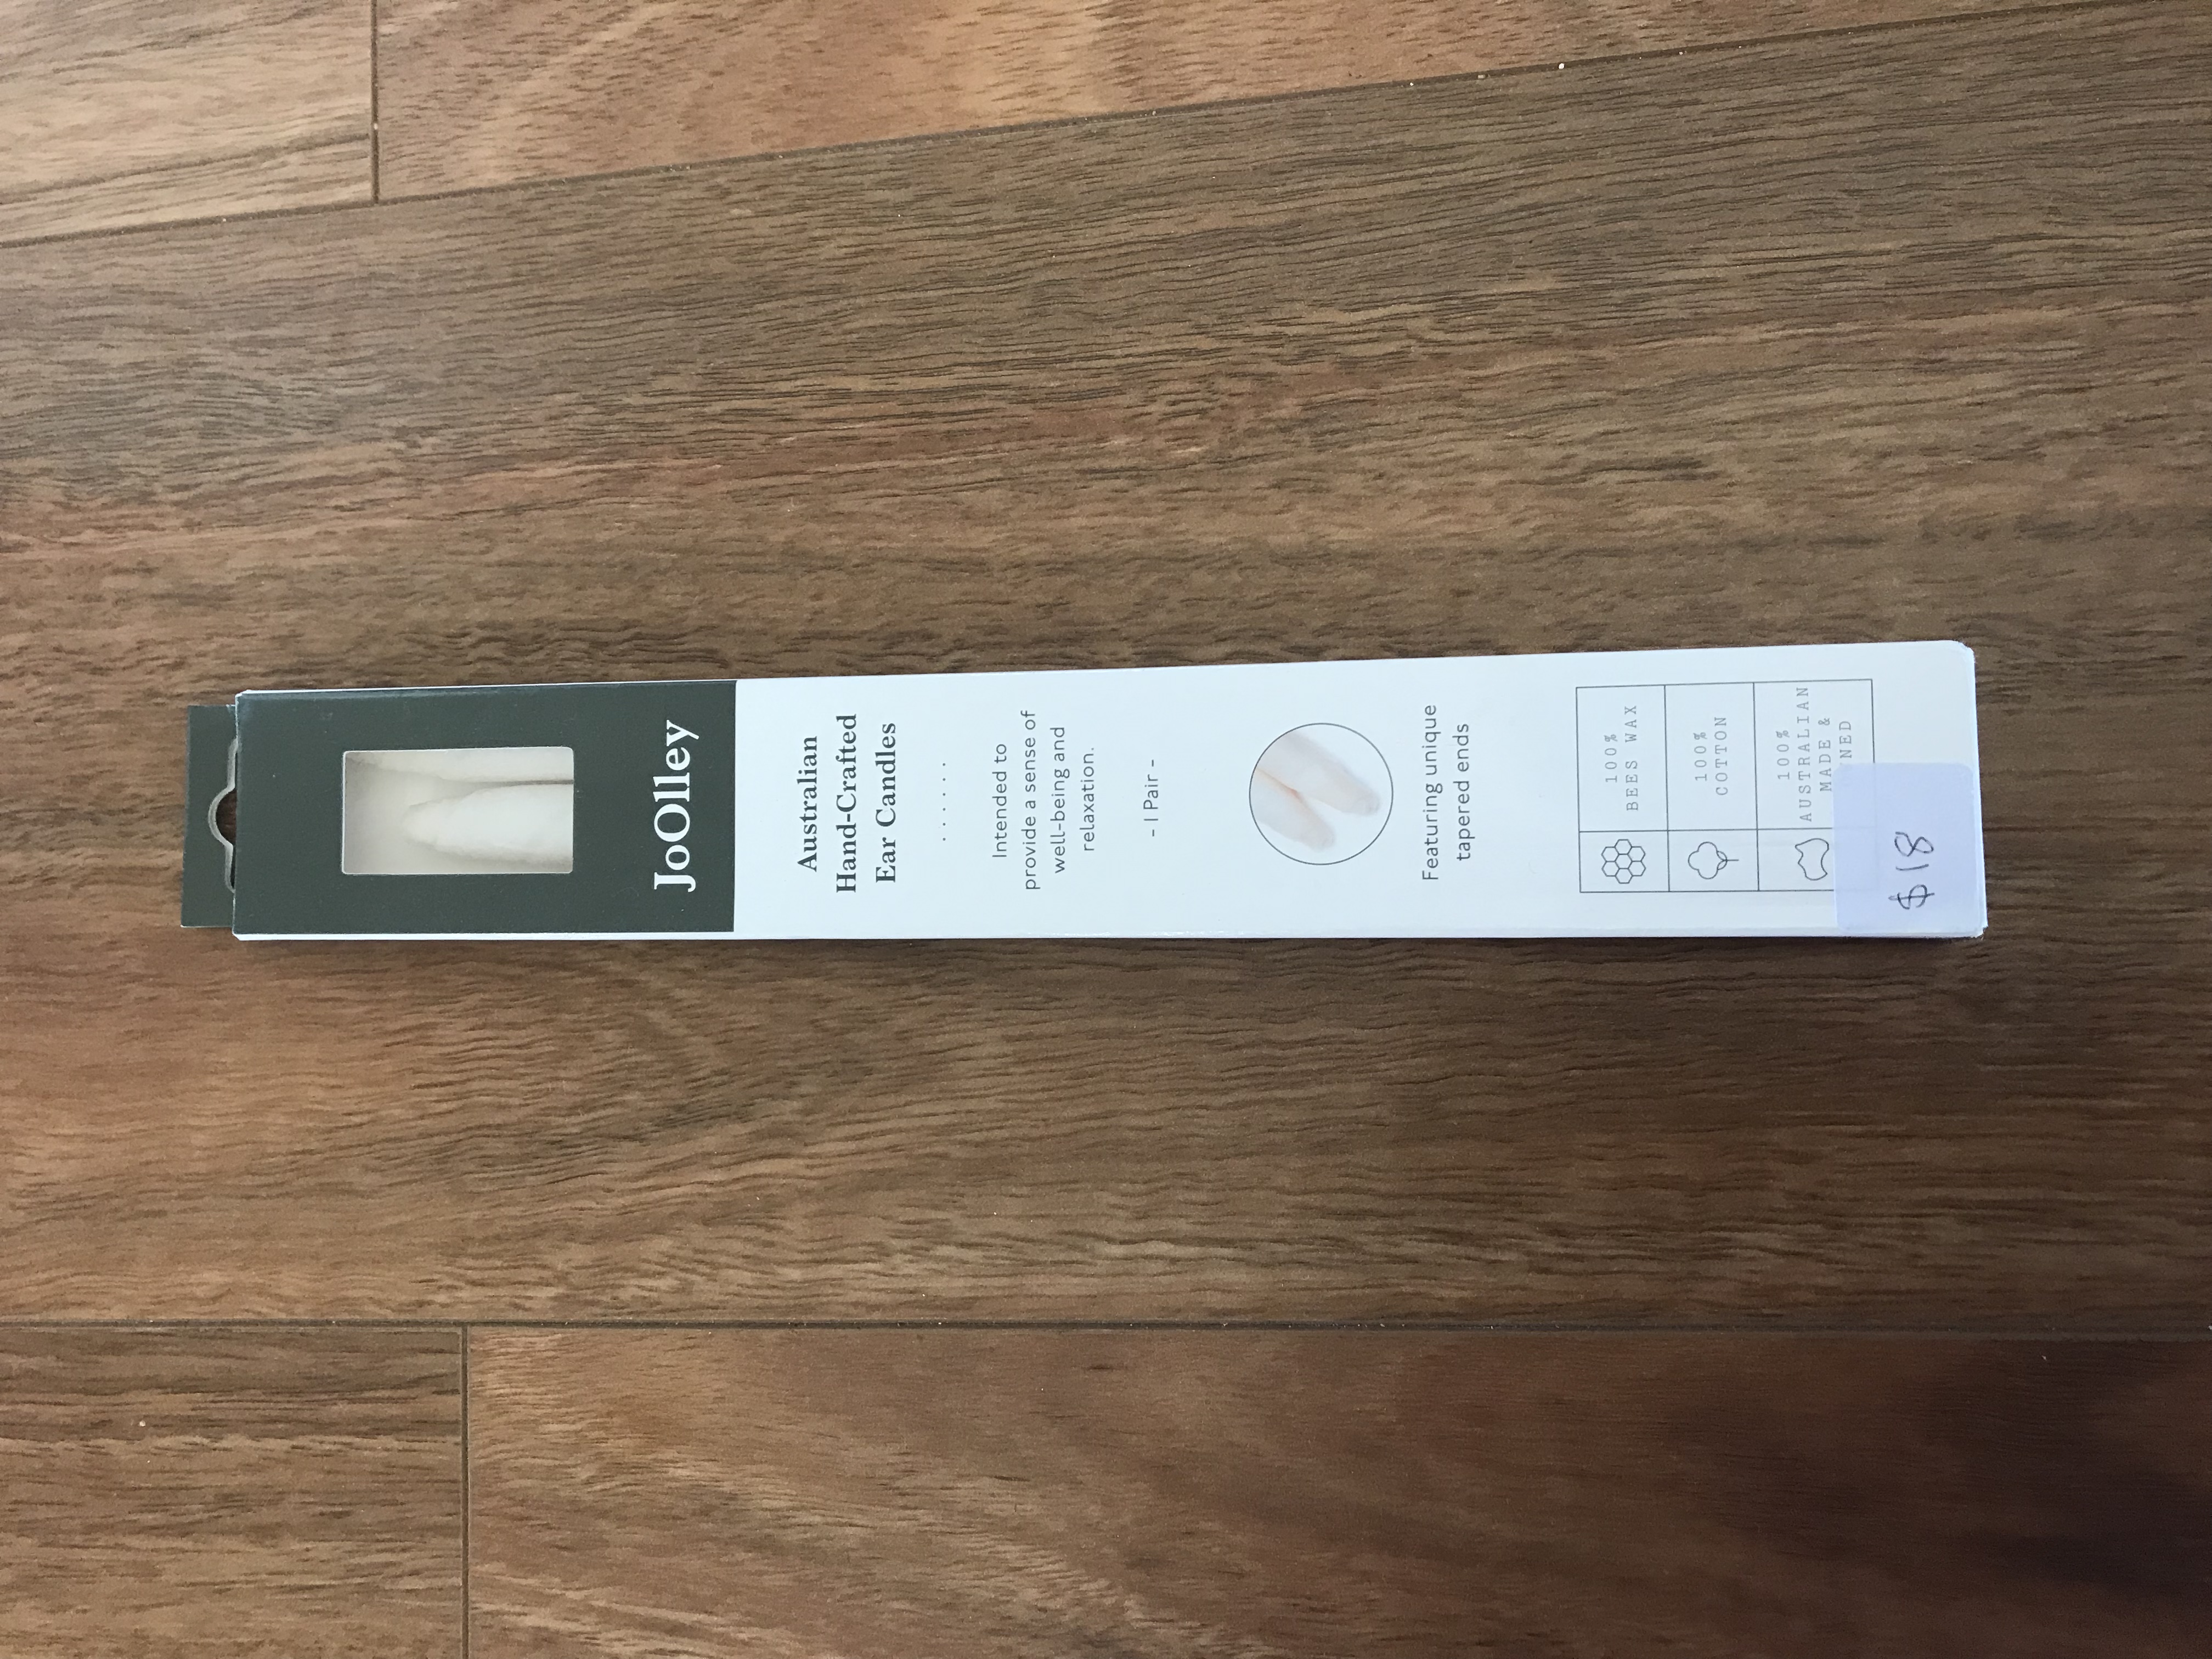 JoOlley
Australian
Hand-Crafted
Ear Candles
Intended to
provide a sense of
well-being and
relaxation.
- 1 Pair -
Featuring unique
tapered ends
100%
BEES WAX
100%
COTTON
100%
AUSTRALIAN
MADE &
$18